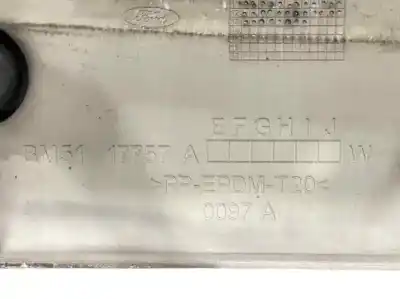 Ford
E F G H I J
BM51 17757 A W
>PP-EPDM-T20<
0097 A